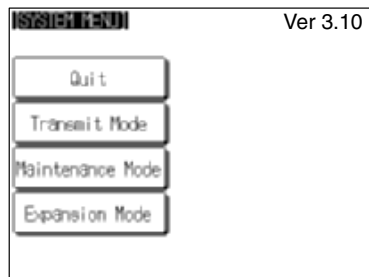 [SYSTEM MENU]
Ver 3.10
Quit
Transmit Mode
Maintenance Mode
Expansion Mode